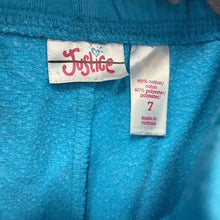 Justice
60% cotton/
coton
40% polyester/
polyester
7
made in
vietnam